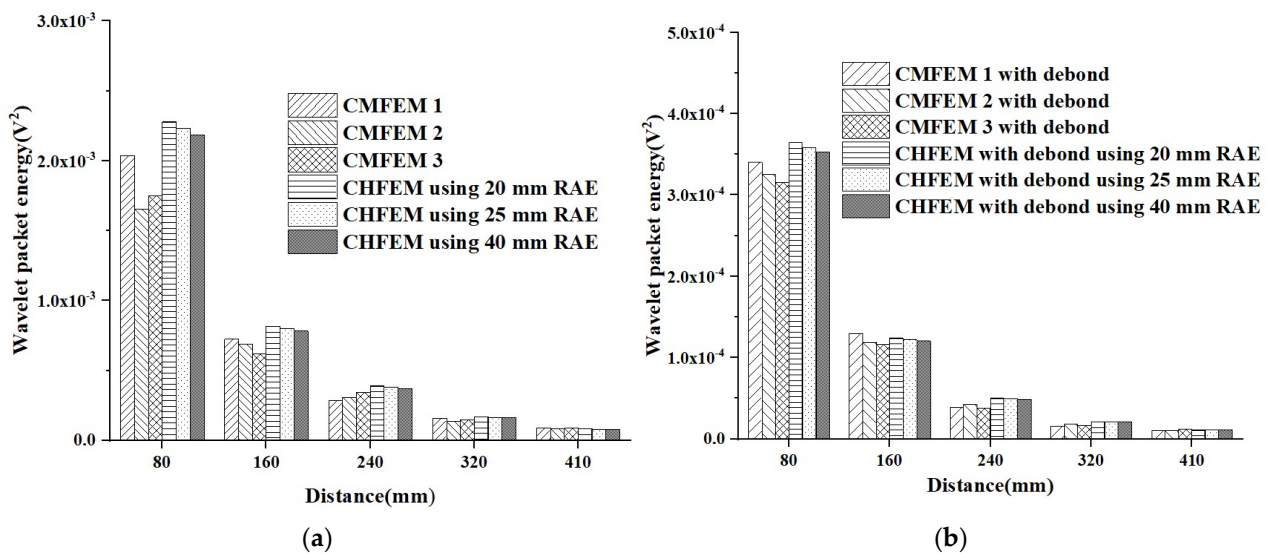 3.0x10⁻³
2.0x10⁻³
1.0x10⁻³
0.0
Wavelet packet energy(V²)
CMFEM 1
CMFEM 2
CMFEM 3
CHFEM using 20 mm RAE
CHFEM using 25 mm RAE
CHFEM using 40 mm RAE
80 160 240 320 410
Distance(mm)
(a)
5.0x10⁻⁴
4.0x10⁻⁴
3.0x10⁻⁴
2.0x10⁻⁴
1.0x10⁻⁴
0.0
Wavelet packet energy(V²)
CMFEM 1 with debond
CMFEM 2 with debond
CMFEM 3 with debond
CHFEM with debond using 20 mm RAE
CHFEM with debond using 25 mm RAE
CHFEM with debond using 40 mm RAE
80 160 240 320 410
Distance(mm)
(b)